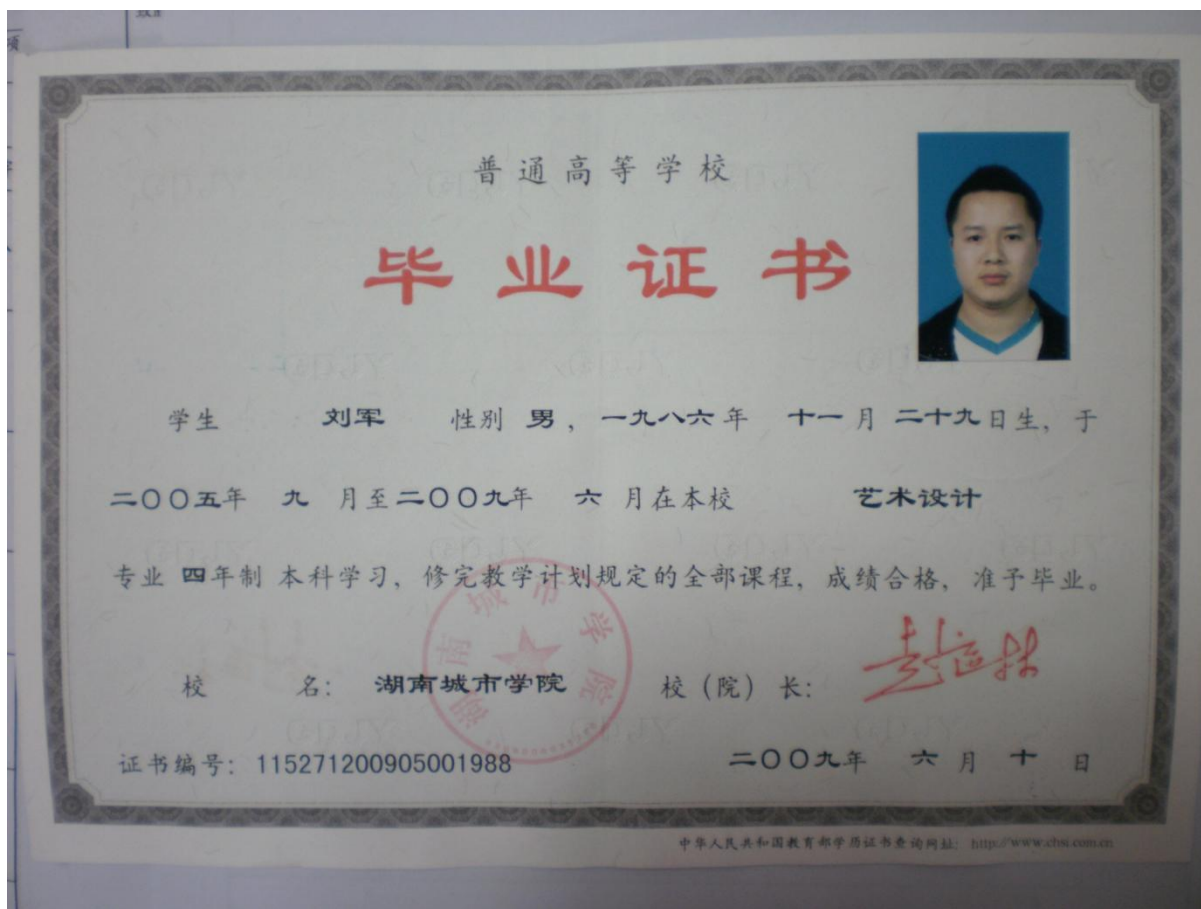 普通高等学校
毕业证书
学生 刘军 性别 男，一九八六年 十一月 二十九日生，于
二〇〇五年 九 月至二〇〇九年 六 月在本校 艺术设计
专业 四年制 本科学习，修完教学计划规定的全部课程，成绩合格，准予毕业。
湖南城市学院
校 名： 湖南城市学院 校（院）长：
证书编号：115271200905001988 二〇〇九年 六 月 十 日
中华人民共和国教育部学历证书查询网址：http://www.chsi.com.cn